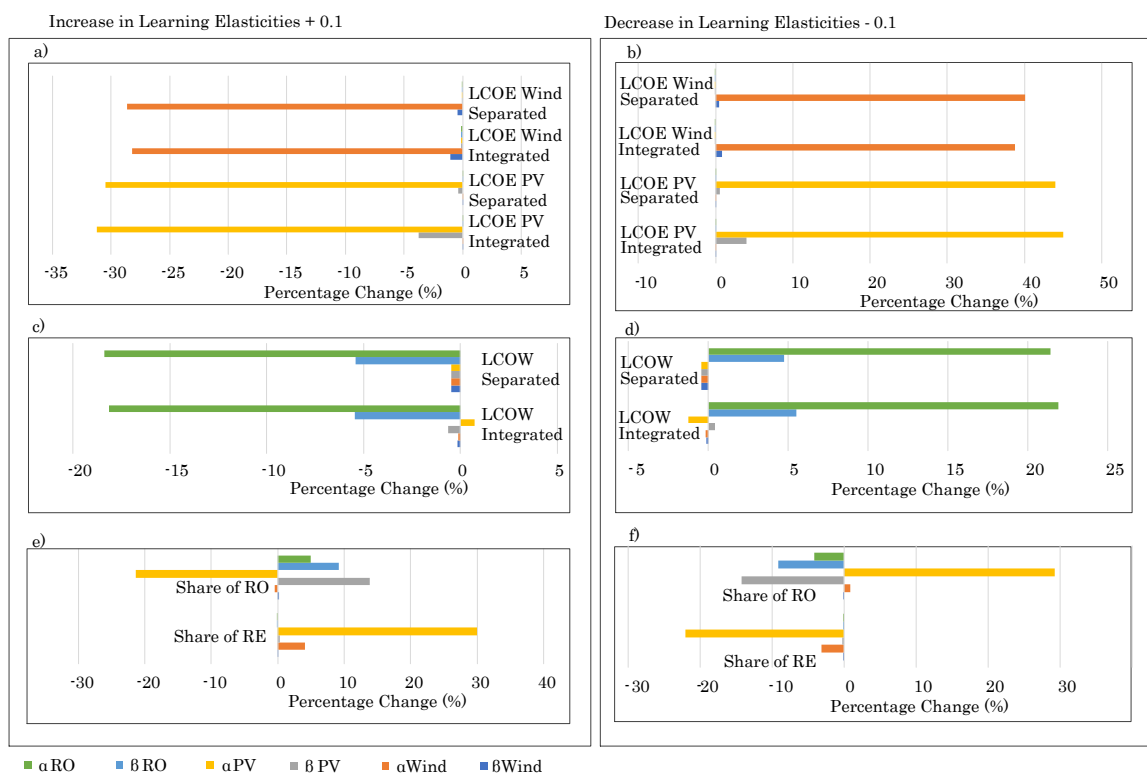 Increase in Learning Elasticities + 0.1
Decrease in Learning Elasticities - 0.1
a)
LCOE Wind
Separated
LCOE Wind
Integrated
LCOE PV
Separated
LCOE PV
Integrated
-35 -30 -25 -20 -15 -10 -5 0 5
Percentage Change (%)
b)
LCOE Wind
Separated
LCOE Wind
Integrated
LCOE PV
Separated
LCOE PV
Integrated
-10 0 10 20 30 40 50
Percentage Change (%)
c)
LCOW
Separated
LCOW
Integrated
-20 -15 -10 -5 0 5
Percentage Change (%)
d)
LCOW
Separated
LCOW
Integrated
-5 0 5 10 15 20 25
Percentage Change (%)
e)
Share of RO
Share of RE
-30 -20 -10 0 10 20 30 40
Percentage Change (%)
f)
Share of RO
Share of RE
-30 -20 -10 0 10 20 30
Percentage Change (%)
αRO βRO αPV βPV αWind βWind